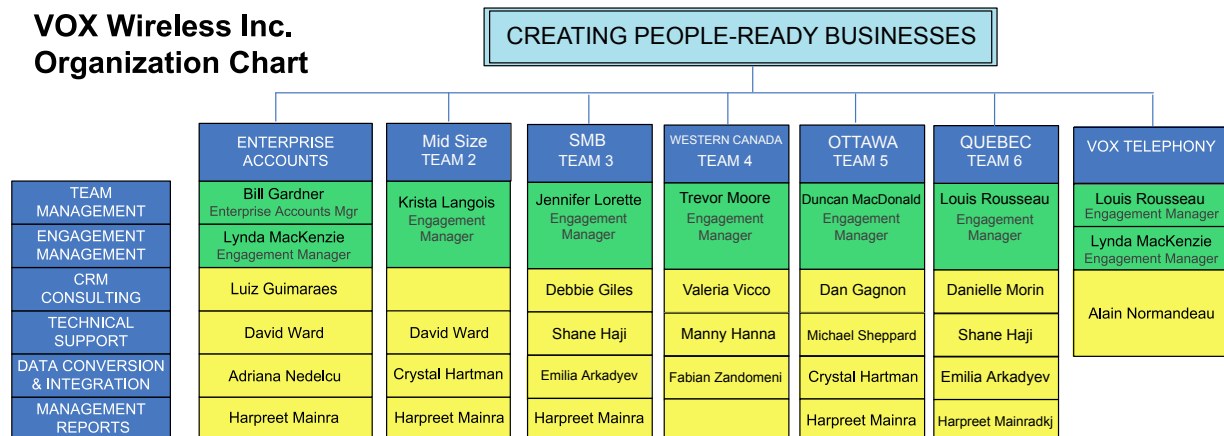 VOX Wireless Inc.
Organization Chart
CREATING PEOPLE-READY BUSINESSES
ENTERPRISE
ACCOUNTS
Mid Size
TEAM 2
SMB
TEAM 3
WESTERN CANADA
TEAM 4
OTTAWA
TEAM 5
QUEBEC
TEAM 6
VOX TELEPHONY
TEAM
MANAGEMENT
Bill Gardner
Enterprise Accounts Mgr
Krista Langois
Engagement
Manager
Jennifer Lorette
Engagement
Manager
Trevor Moore
Engagement
Manager
Duncan MacDonald
Engagement
Manager
Louis Rousseau
Engagement
Manager
Louis Rousseau
Engagement Manager
ENGAGEMENT
MANAGEMENT
Lynda MacKenzie
Engagement Manager
Lynda MacKenzie
Engagement Manager
CRM
CONSULTING
Luiz Guimaraes
Debbie Giles
Valeria Vicco
Dan Gagnon
Danielle Morin
Alain Normandeau
TECHNICAL
SUPPORT
David Ward
David Ward
Shane Haji
Manny Hanna
Michael Sheppard
Shane Haji
DATA CONVERSION
& INTEGRATION
Adriana Nedelcu
Crystal Hartman
Emilia Arkadyev
Fabian Zandomeni
Crystal Hartman
Emilia Arkadyev
MANAGEMENT
REPORTS
Harpreet Mainra
Harpreet Mainra
Harpreet Mainra
Harpreet Mainra
Harpreet Mainradkj